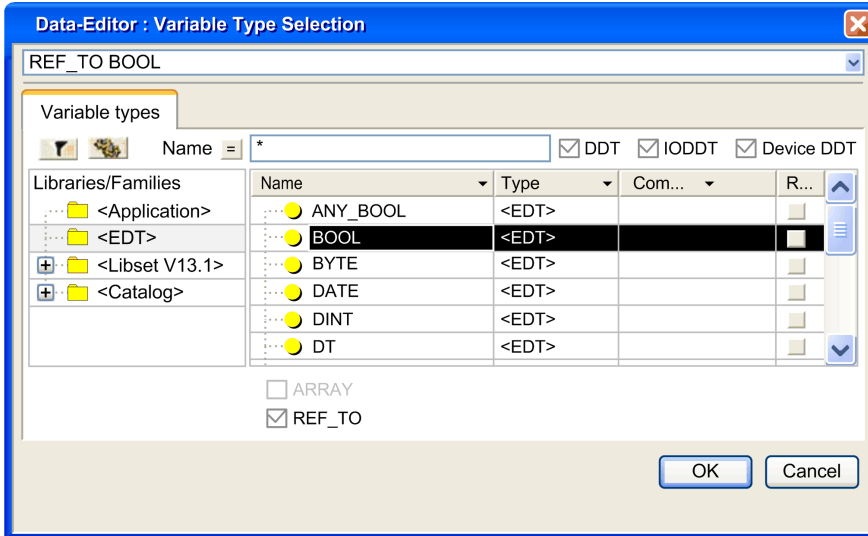 Data-Editor : Variable Type Selection
REF_TO BOOL
Variable types
Name = * DDT IODDT Device DDT
Libraries/Families Name Type Com... R...
<Application> ANY_BOOL <EDT>
<EDT> BOOL <EDT>
<Libset V13.1> BYTE <EDT>
<Catalog> DATE <EDT>
DINT <EDT>
DT <EDT>
ARRAY
REF_TO
OK Cancel